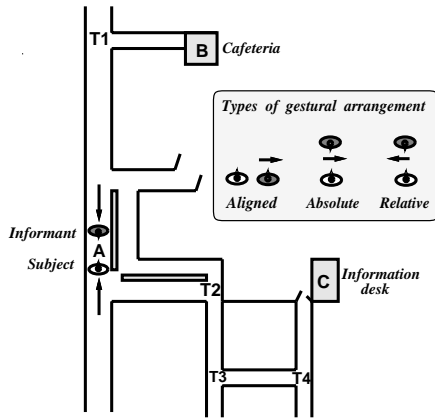 T1
B
Cafeteria
Types of gestural arrangement
Aligned Absolute Relative
Informant
A
Subject
T2
C
Information
desk
T3
T4